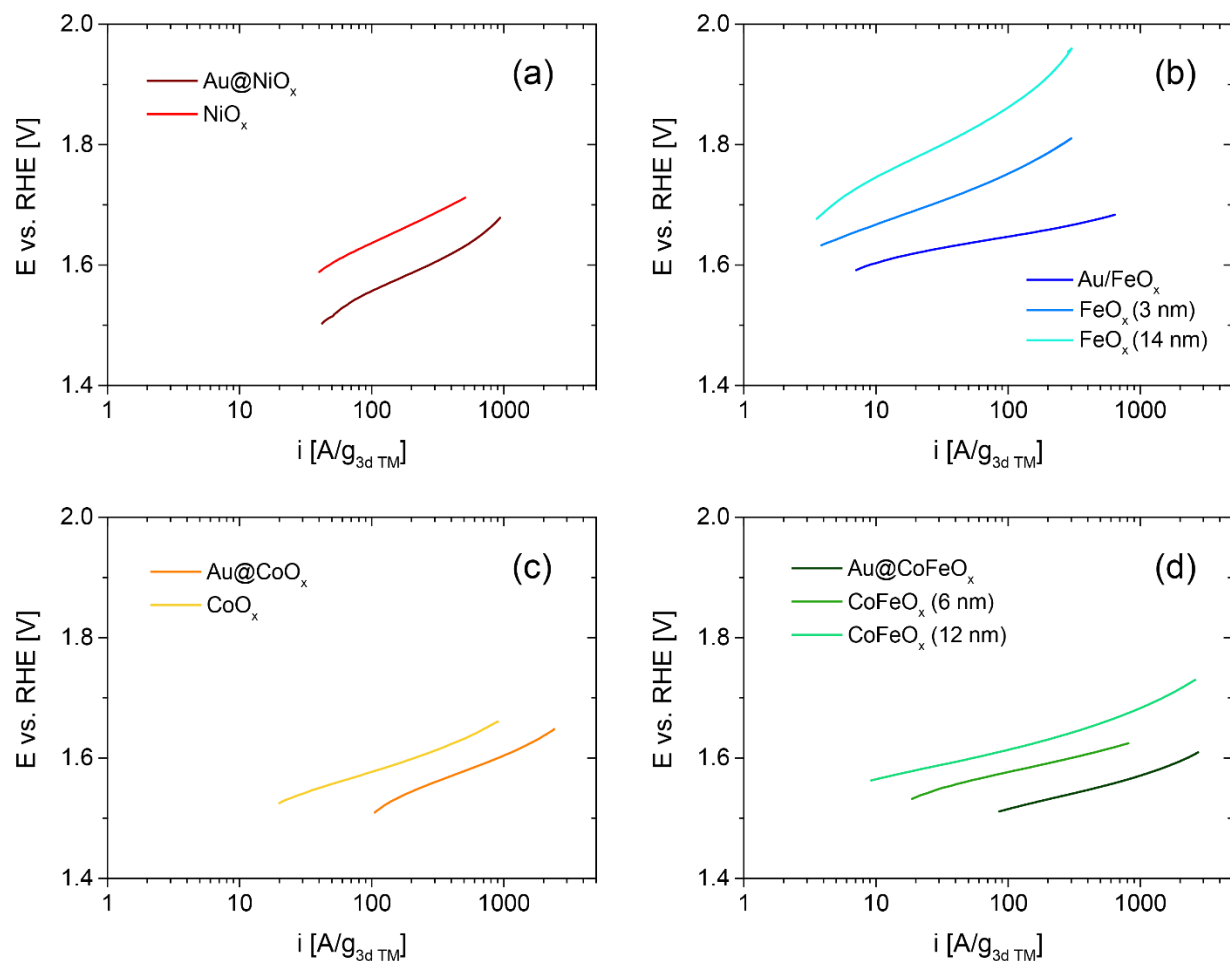 (a)
Au@NiOₓ
NiOₓ
2.0
1.8
1.6
1.4
E vs. RHE [V]
1
10
100
1000
i [A/g3d TM]
(b)
Au/FeOₓ
FeOₓ (3 nm)
FeOₓ (14 nm)
2.0
1.8
1.6
1.4
E vs. RHE [V]
1
10
100
1000
i [A/g3d TM]
(c)
Au@CoOₓ
CoOₓ
2.0
1.8
1.6
1.4
E vs. RHE [V]
1
10
100
1000
i [A/g3d TM]
(d)
Au@CoFeOₓ
CoFeOₓ (6 nm)
CoFeOₓ (12 nm)
2.0
1.8
1.6
1.4
E vs. RHE [V]
1
10
100
1000
i [A/g3d TM]